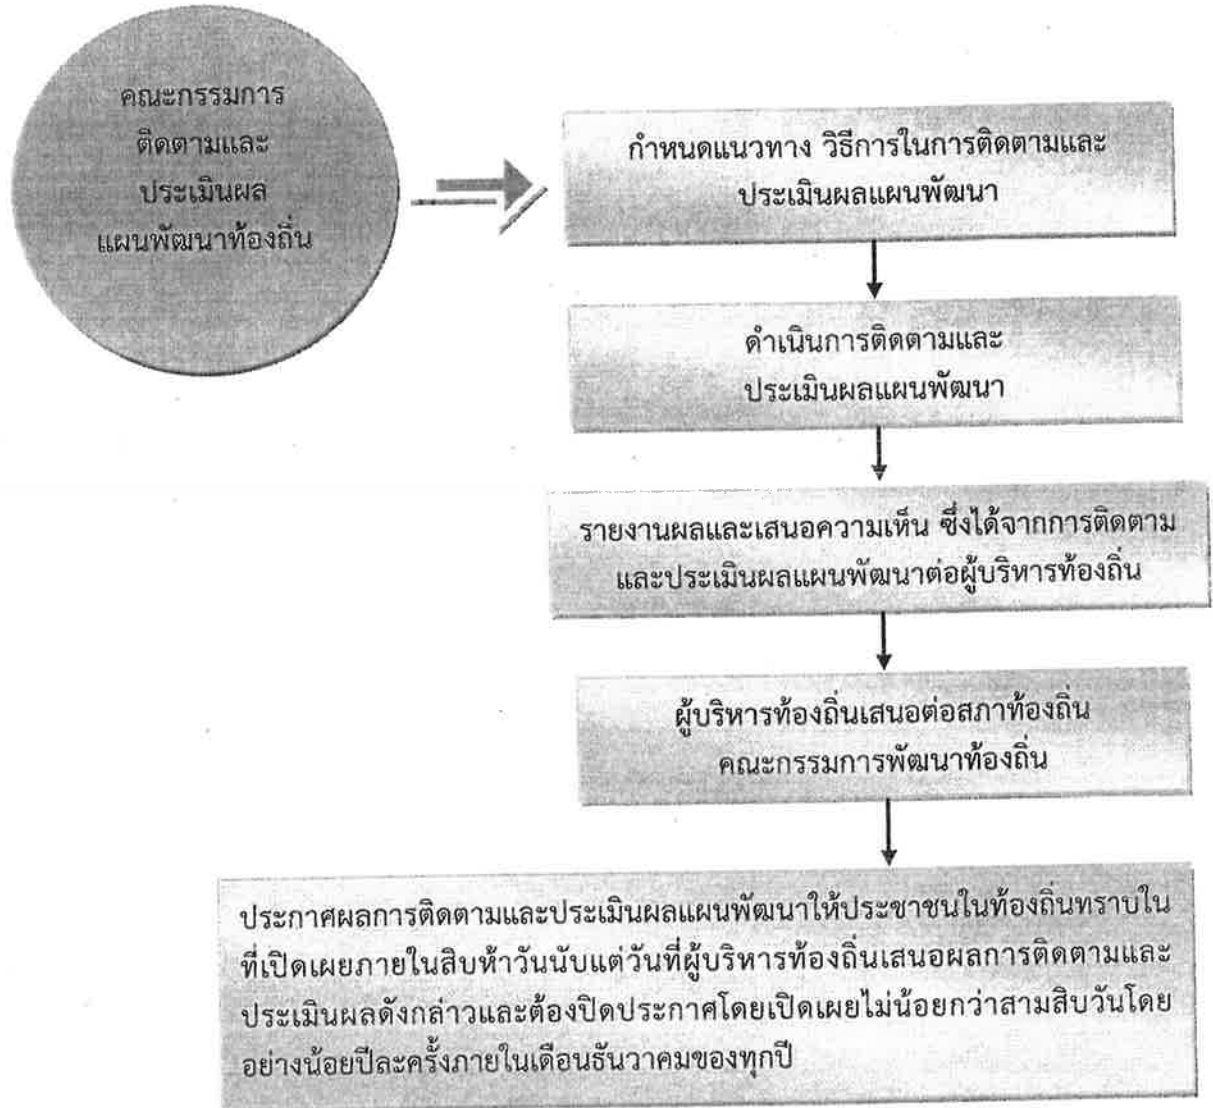 คณะกรรมการ
ติดตามและ
ประเมินผล
แผนพัฒนาท้องถิ่น
กำหนดแนวทาง วิธีการในการติดตามและ
ประเมินผลแผนพัฒนา
ดำเนินการติดตามและ
ประเมินผลแผนพัฒนา
รายงานผลและเสนอความเห็น ซึ่งได้จากการติดตาม
และประเมินผลแผนพัฒนาต่อผู้บริหารท้องถิ่น
ผู้บริหารท้องถิ่นเสนอต่อสภาท้องถิ่น
คณะกรรมการพัฒนาท้องถิ่น
ประกาศผลการติดตามและประเมินผลแผนพัฒนาให้ประชาชนในท้องถิ่นทราบใน
ที่เปิดเผยภายในสิบห้าวันนับแต่วันที่ผู้บริหารท้องถิ่นเสนอผลการติดตามและ
ประเมินผลดังกล่าวและต้องปิดประกาศโดยเปิดเผยไม่น้อยกว่าสามสิบวันโดย
อย่างน้อยปีละครั้งภายในเดือนธันวาคมของทุกปี